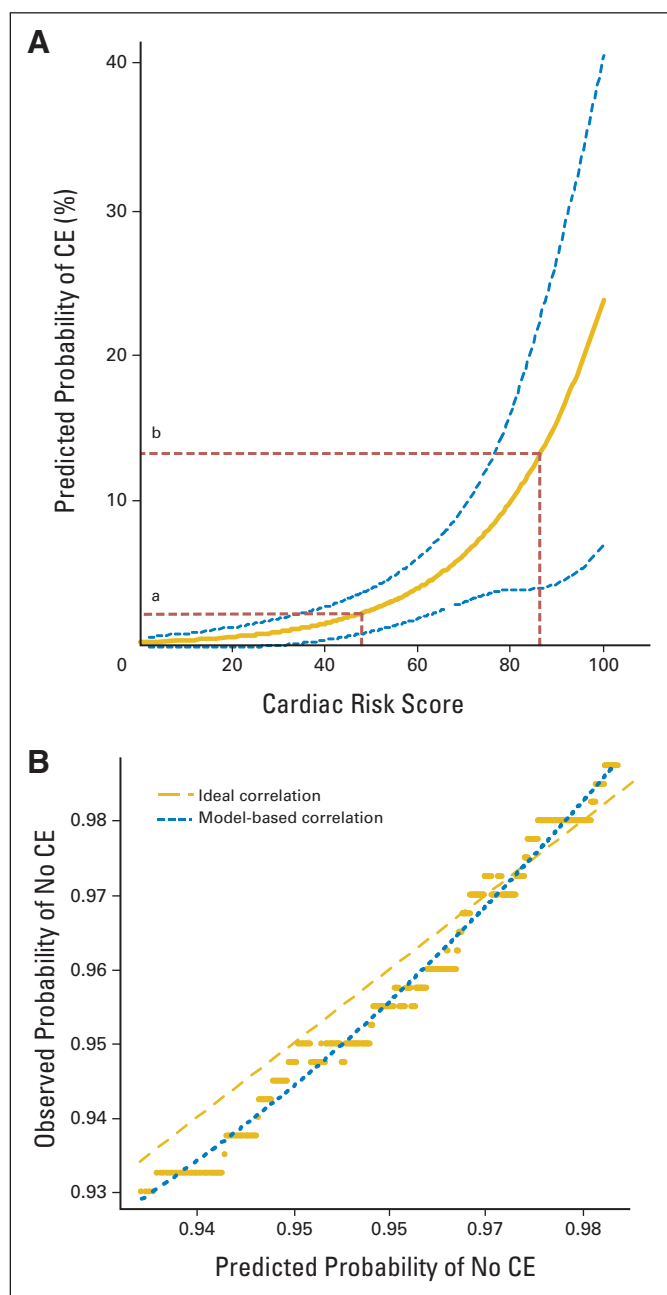 A
40
30
20
10
0
20
40
60
80
100
b
a
Predicted Probability of CE (%)
Cardiac Risk Score
B
Ideal correlation
Model-based correlation
0.98
0.97
0.96
0.95
0.94
0.93
0.94
0.95
0.95
0.97
0.98
Observed Probability of No CE
Predicted Probability of No CE